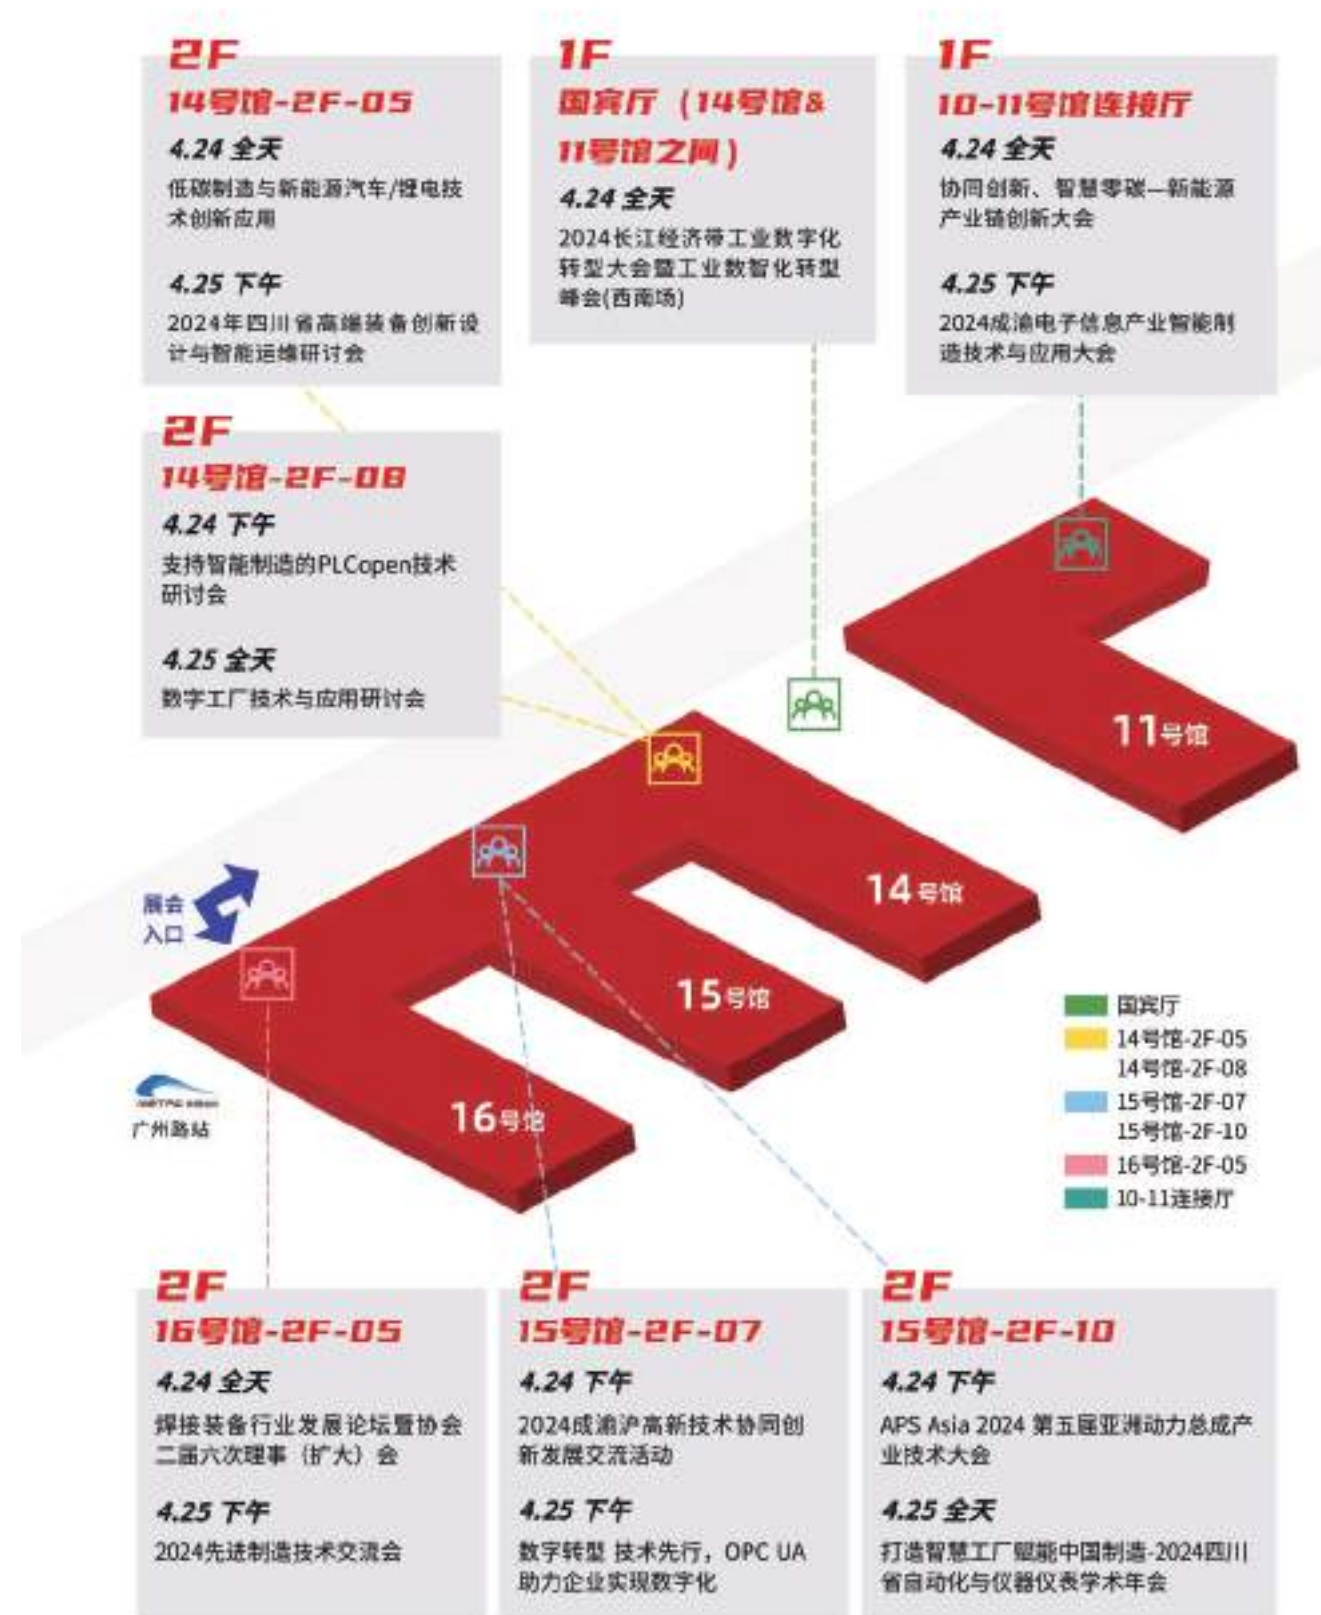 2F
14号馆-2F-05
4.24 全天
低碳制造与新能源汽车/锂电技
术创新应用
4.25 下午
2024年四川省高端装备创新设
计与智能运维研讨会
1F
国宾厅（14号馆&
11号馆之间）
4.24 全天
2024长江经济带工业数字化
转型大会暨工业数智化转型
峰会(西南场)
1F
10-11号馆连接厅
4.24 全天
协同创新、智慧零碳—新能源
产业链创新大会
4.25 下午
2024成渝电子信息产业智能制
造技术与应用大会
2F
14号馆-2F-08
4.24 下午
支持智能制造的PLCopen技术
研讨会
4.25 全天
数字工厂技术与应用研讨会
11号馆
14号馆
15号馆
16号馆
展会
入口
METRO
广州路站
国宾厅
14号馆-2F-05
14号馆-2F-08
15号馆-2F-07
15号馆-2F-10
16号馆-2F-05
10-11连接厅
2F
16号馆-2F-05
4.24 全天
焊接装备行业发展论坛暨协会
二届六次理事（扩大）会
4.25 下午
2024先进制造技术交流会
2F
15号馆-2F-07
4.24 下午
2024成渝沪高新技术协同创
新发展交流活动
4.25 下午
数字转型 技术先行，OPC UA
助力企业实现数字化
2F
15号馆-2F-10
4.24 下午
APS Asia 2024 第五届亚洲动力总成产
业技术大会
4.25 全天
打造智慧工厂赋能中国制造-2024四川
省自动化与仪器仪表学术年会